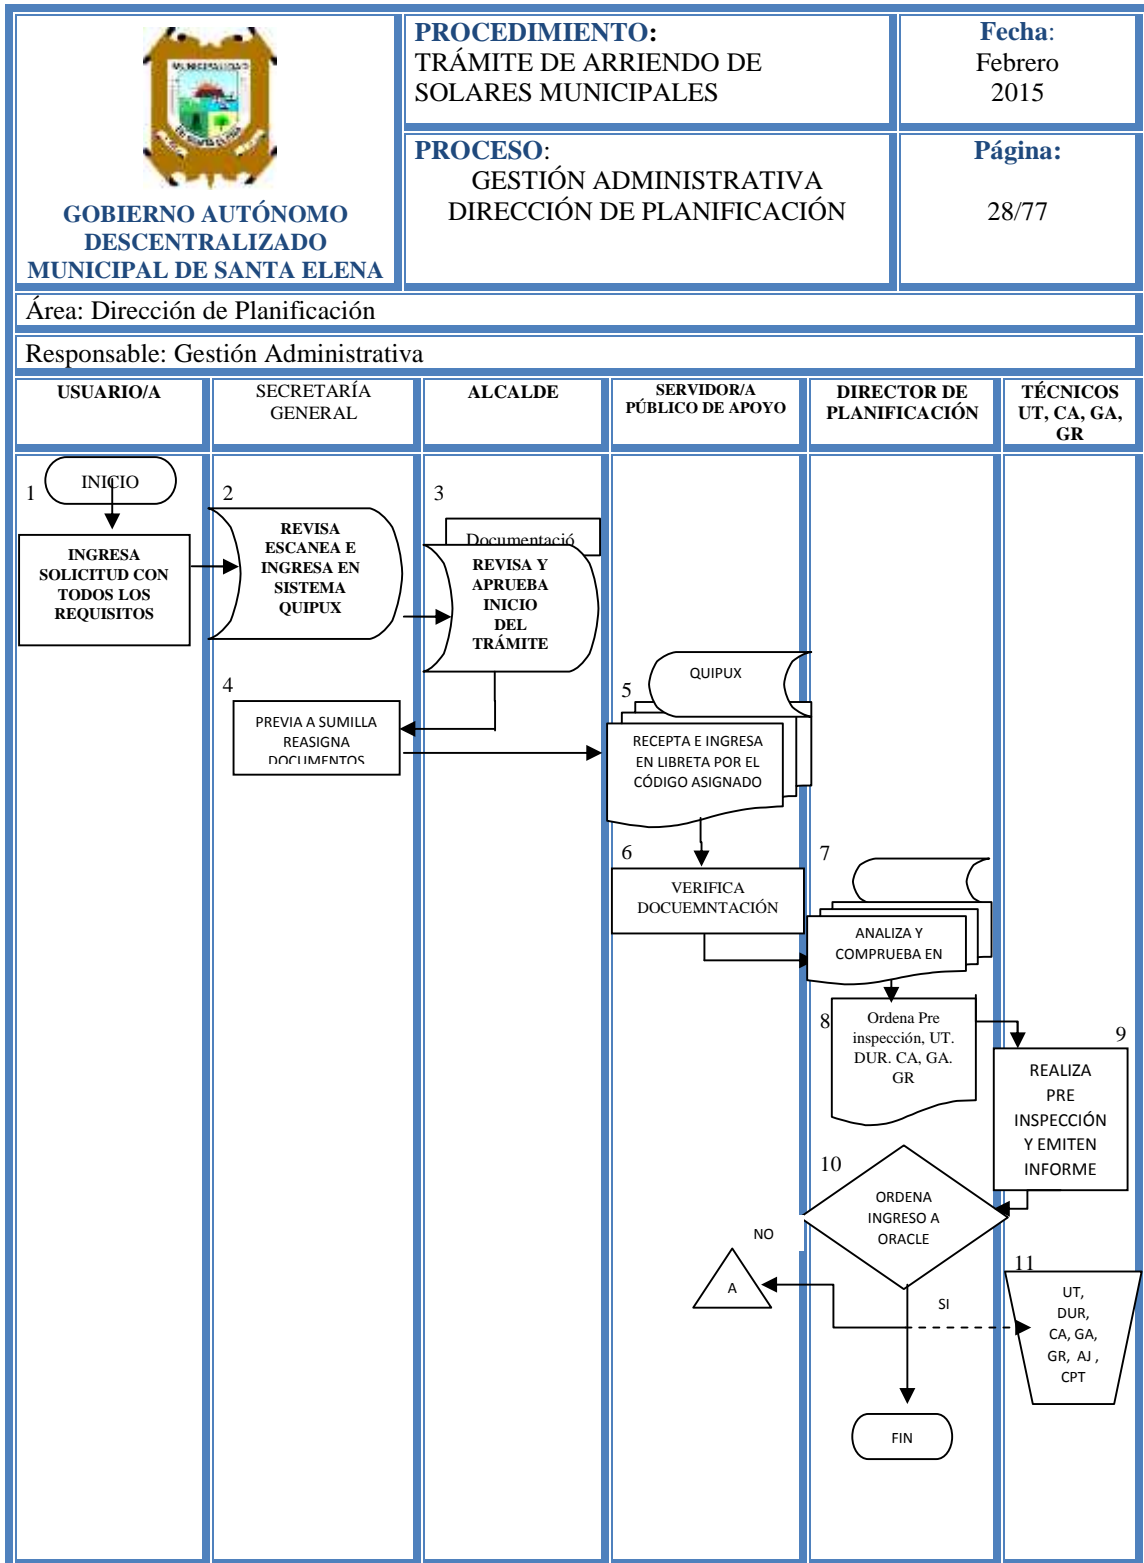 MUNICIPALIDAD
DE SANTA ELENA
GOBIERNO AUTÓNOMO
DESCENTRALIZADO
MUNICIPAL DE SANTA ELENA
PROCEDIMIENTO:
TRÁMITE DE ARRIENDO DE
SOLARES MUNICIPALES
Fecha:
Febrero
2015
PROCESO:
GESTIÓN ADMINISTRATIVA
DIRECCIÓN DE PLANIFICACIÓN
Página:
28/77
Área: Dirección de Planificación
Responsable: Gestión Administrativa
USUARIO/A
SECRETARÍA
GENERAL
ALCALDE
SERVIDOR/A
PÚBLICO DE APOYO
DIRECTOR DE
PLANIFICACIÓN
TÉCNICOS
UT, CA, GA,
GR
INICIO
1
INGRESA
SOLICITUD CON
TODOS LOS
REQUISITOS
2
REVISA
ESCANEA E
INGRESA EN
SISTEMA
QUIPUX
3
Documentació
REVISA Y
APRUEBA
INICIO
DEL
TRÁMITE
4
PREVIA A SUMILLA
REASIGNA
DOCUMENTOS
5
QUIPUX
RECEPTA E INGRESA
EN LIBRETA POR EL
CÓDIGO ASIGNADO
6
VERIFICA
DOCUEMNTACIÓN
7
ANALIZA Y
COMPRUEBA EN
8
Ordena Pre
inspección, UT.
DUR. CA, GA.
GR
9
REALIZA
PRE
INSPECCIÓN
Y EMITEN
INFORME
10
ORDENA
INGRESO A
ORACLE
NO
A
SI
11
UT,
DUR,
CA, GA,
GR, AJ ,
CPT
FIN